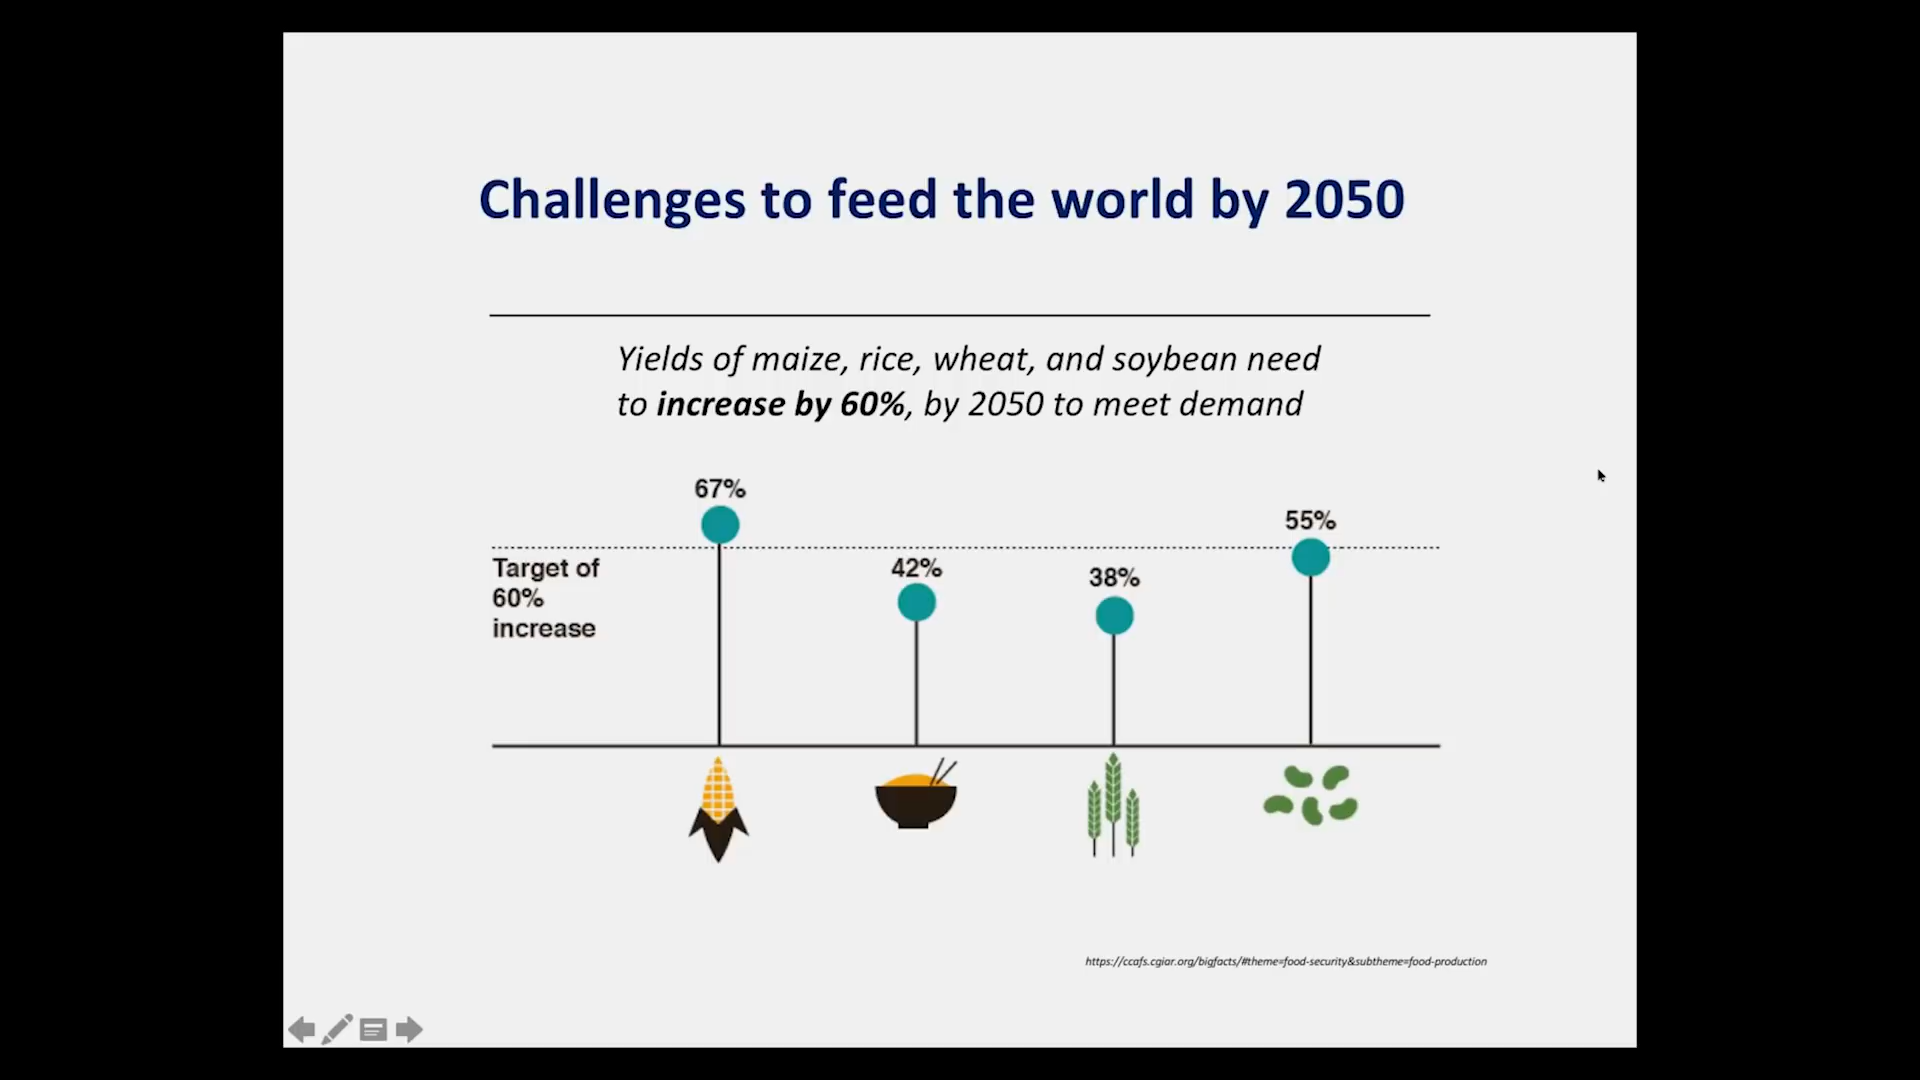 Challenges to feed the world by 2050
Yields of maize, rice, wheat, and soybean need
to increase by 60%, by 2050 to meet demand
67%
55%
Target of
60%
increase
42%
38%
https://ccafs.cgiar.org/bigfacts/#theme=food-security&subtheme=food-production